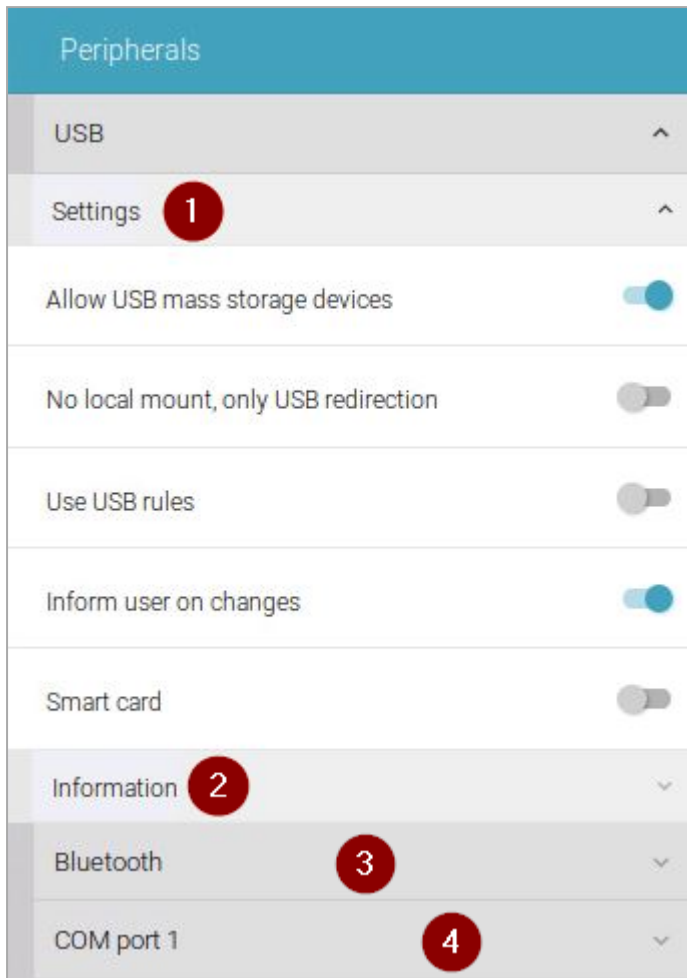 Peripherals
USB
Settings 1
Allow USB mass storage devices
No local mount, only USB redirection
Use USB rules
Inform user on changes
Smart card
Information 2
Bluetooth 3
COM port 1 4